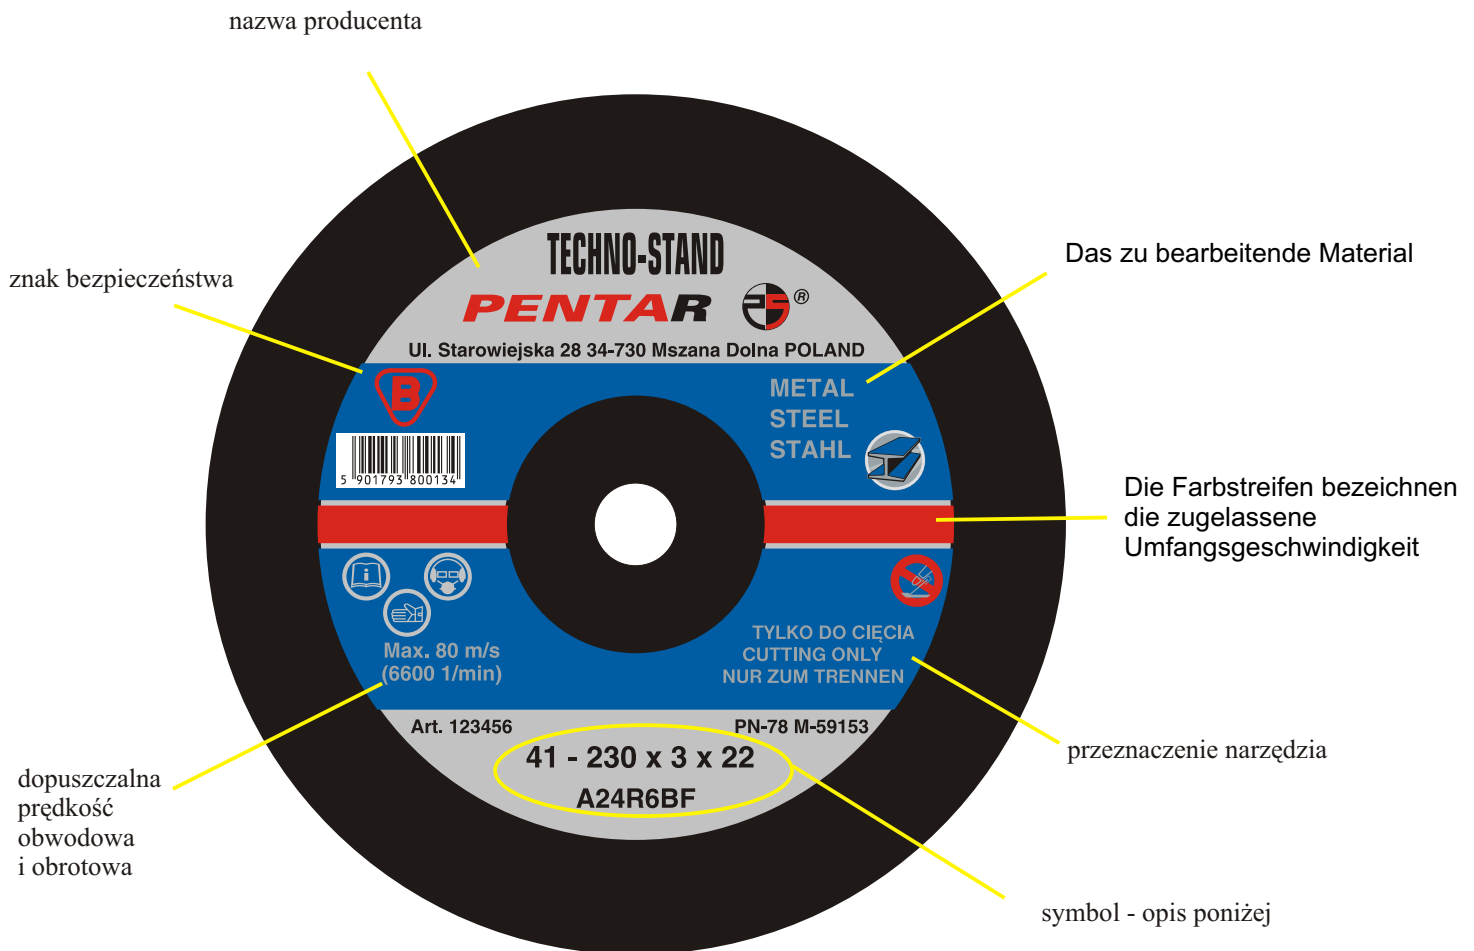 nazwa producenta
TECHNO-STAND
PENTAR
PS ®
Ul. Starowiejska 28 34-730 Mszana Dolna POLAND
znak bezpieczeństwa
B
5 901793 800134
METAL
STEEL
STAHL
Das zu bearbeitende Material
Die Farbstreifen bezeichnen
die zugelassene
Umfangsgeschwindigkeit
Max. 80 m/s
(6600 1/min)
TYLKO DO CIĘCIA
CUTTING ONLY
NUR ZUM TRENNEN
Art. 123456
PN-78 M-59153
41 - 230 x 3 x 22
A24R6BF
dopuszczalna
prędkość
obwodowa
i obrotowa
przeznaczenie narzędzia
symbol - opis poniżej